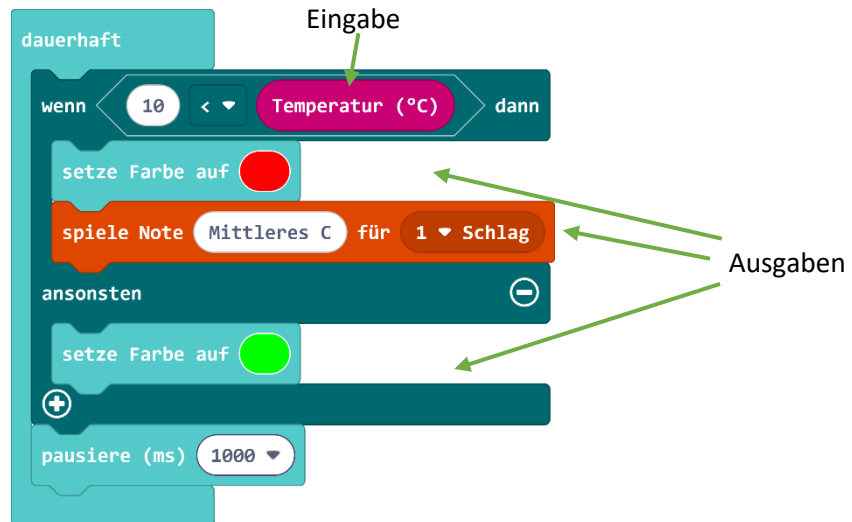 Eingabe
dauerhaft
wenn 10 < Temperatur (°C) dann
setze Farbe auf
spiele Note Mittleres C für 1 Schlag
Ausgaben
ansonsten
setze Farbe auf
pausiere (ms) 1000